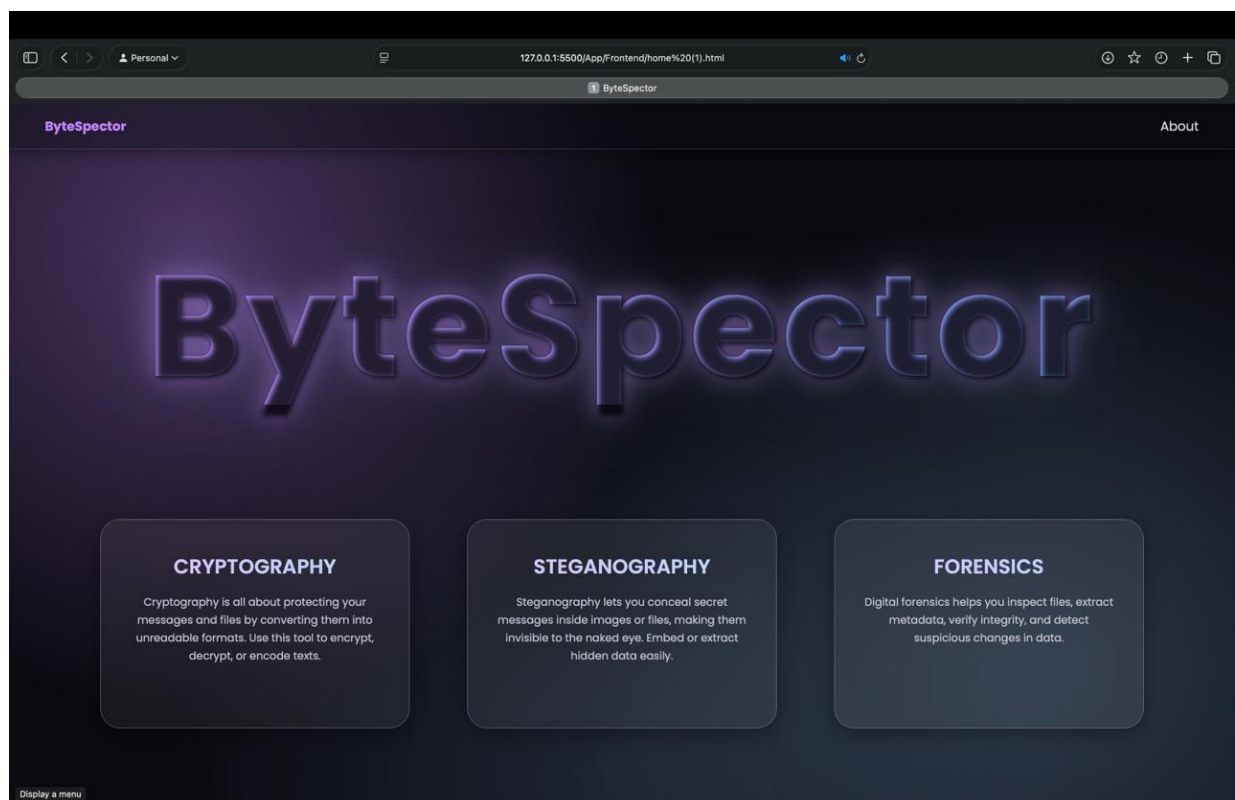 Personal
127.0.0.1:5500/App/Frontend/home%20(1).html
1 ByteSpector
ByteSpector
About
ByteSpector
CRYPTOGRAPHY
Cryptography is all about protecting your
messages and files by converting them into
unreadable formats. Use this tool to encrypt,
decrypt, or encode texts.
STEGANOGRAPHY
Steganography lets you conceal secret
messages inside images or files, making them
invisible to the naked eye. Embed or extract
hidden data easily.
FORENSICS
Digital forensics helps you inspect files, extract
metadata, verify integrity, and detect
suspicious changes in data.
Display a menu